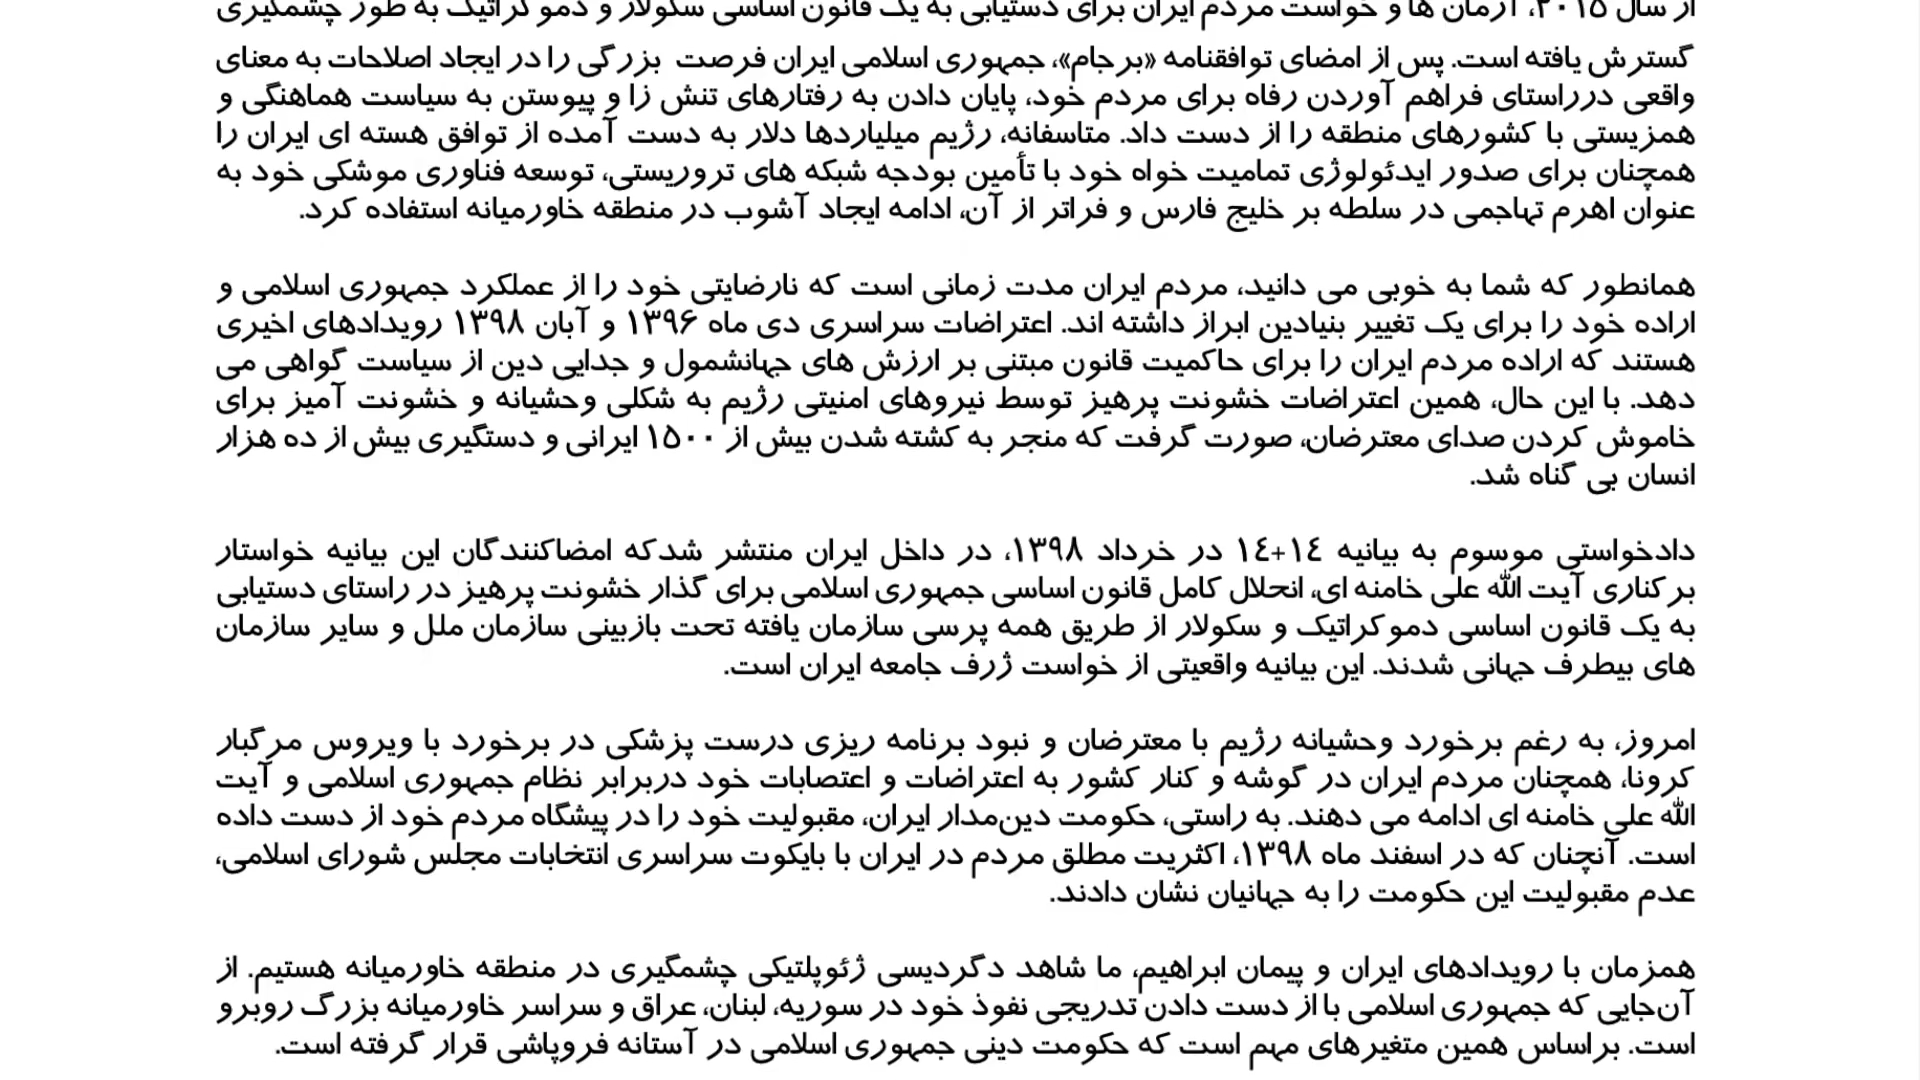 از سال ۲۰۱۵، آرمان ها و خواست مردم ایران برای دستیابی به یک قانون اساسی سکولار و دموکراتیک به طور چشمگیری
گسترش یافته است. پس از امضای توافقنامه «برجام»، جمهوری اسلامی ایران فرصت بزرگی را در ایجاد اصلاحات به معنای
واقعی درراستای فراهم آوردن رفاه برای مردم خود، پایان دادن به رفتارهای تنش زا و پیوستن به سیاست هماهنگی و
همزیستی با کشورهای منطقه را از دست داد. متاسفانه، رژیم میلیاردها دلار به دست آمده از توافق هسته ای ایران را
همچنان برای صدور ایدئولوژی تمامیت خواه خود با تأمین بودجه شبکه های تروریستی، توسعه فناوری موشکی خود به
عنوان اهرم تهاجمی در سلطه بر خلیج فارس و فراتر از آن، ادامه ایجاد آشوب در منطقه خاورمیانه استفاده کرد.
همانطور که شما به خوبی می دانید، مردم ایران مدت زمانی است که نارضایتی خود را از عملکرد جمهوری اسلامی و
اراده خود را برای یک تغییر بنیادین ابراز داشته اند. اعتراضات سراسری دی ماه ۱۳۹۶ و آبان ۱۳۹۸ رویدادهای اخیری
هستند که اراده مردم ایران را برای حاکمیت قانون مبتنی بر ارزش های جهانشمول و جدایی دین از سیاست گواهی می
دهد. با این حال، همین اعتراضات خشونت پرهیز توسط نیروهای امنیتی رژیم به شکلی وحشیانه و خشونت آمیز برای
خاموش کردن صدای معترضان، صورت گرفت که منجر به کشته شدن بیش از ۱۵۰۰ ایرانی و دستگیری بیش از ده هزار
انسان بی گناه شد.
دادخواستی موسوم به بیانیه ١٤+١٤ در خرداد ۱۳۹۸، در داخل ایران منتشر شدکه امضاکنندگان این بیانیه خواستار
برکناری آیت الله علی خامنه ای، انحلال کامل قانون اساسی جمهوری اسلامی برای گذار خشونت پرهیز در راستای دستیابی
به یک قانون اساسی دموکراتیک و سکولار از طریق همه پرسی سازمان یافته تحت بازبینی سازمان ملل و سایر سازمان
های بیطرف جهانی شدند. این بیانیه واقعیتی از خواست ژرف جامعه ایران است.
امروز، به رغم برخورد وحشیانه رژیم با معترضان و نبود برنامه ریزی درست پزشکی در برخورد با ویروس مرگبار
کرونا، همچنان مردم ایران در گوشه و کنار کشور به اعتراضات و اعتصابات خود دربرابر نظام جمهوری اسلامی و آیت
الله علی خامنه ای ادامه می دهند. به راستی، حکومت دین‌مدار ایران، مقبولیت خود را در پیشگاه مردم خود از دست داده
است. آنچنان که در اسفند ماه ۱۳۹۸، اکثریت مطلق مردم در ایران با بایکوت سراسری انتخابات مجلس شورای اسلامی،
عدم مقبولیت این حکومت را به جهانیان نشان دادند.
همزمان با رویدادهای ایران و پیمان ابراهیم، ما شاهد دگردیسی ژئوپلتیکی چشمگیری در منطقه خاورمیانه هستیم. از
آن‌جایی که جمهوری اسلامی با از دست دادن تدریجی نفوذ خود در سوریه، لبنان، عراق و سراسر خاورمیانه بزرگ روبرو
است. براساس همین متغیرهای مهم است که حکومت دینی جمهوری اسلامی در آستانه فروپاشی قرار گرفته است.